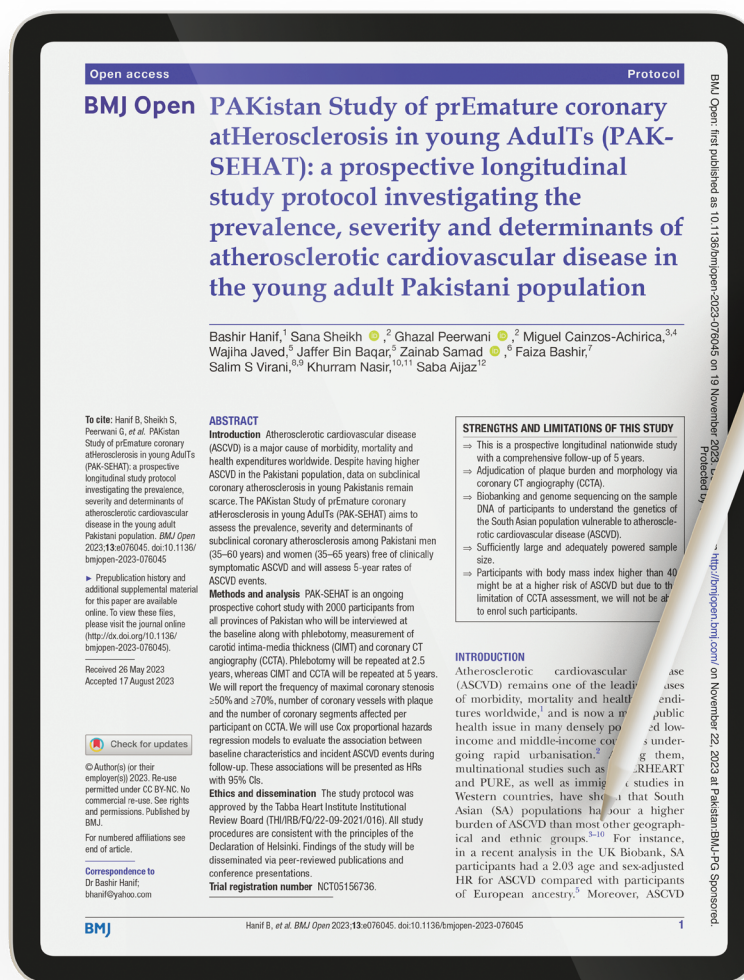 Open access
Protocol
BMJ Open
PAKistan Study of prEmature coronary
atHerosclerosis in young AdulTs (PAK-
SEHAT): a prospective longitudinal
study protocol investigating the
prevalence, severity and determinants of
atherosclerotic cardiovascular disease in
the young adult Pakistani population
Bashir Hanif,1 Sana Sheikh ,2 Ghazal Peerwani ,2 Miguel Cainzos-Achirica,3,4
Wajiha Javed,5 Jaffer Bin Baqar,5 Zainab Samad ,6 Faiza Bashir,7
Salim S Virani,8,9 Khurram Nasir,10,11 Saba Aijaz12
To cite: Hanif B, Sheikh S,
Peerwani G, et al. PAKistan
Study of prEmature coronary
atHerosclerosis in young AdulTs
(PAK-SEHAT): a prospective
longitudinal study protocol
investigating the prevalence,
severity and determinants
of atherosclerotic cardiovascular
disease in the young adult
Pakistani population. BMJ Open
2023;13:e076045. doi:10.1136/
bmjopen-2023-076045
► Prepublication history and
additional supplemental material
for this paper are available
online. To view these files,
please visit the journal online
(http://dx.doi.org/10.1136/
bmjopen-2023-076045).
Received 26 May 2023
Accepted 17 August 2023
Check for updates
© Author(s) (or their
employer(s)) 2023. Re-use
permitted under CC BY-NC. No
commercial re-use. See rights
and permissions. Published by
BMJ.
For numbered affiliations see
end of article.
Correspondence to
Dr Bashir Hanif;
bhanif@yahoo.com
ABSTRACT
Introduction Atherosclerotic cardiovascular disease
(ASCVD) is a major cause of morbidity, mortality and
health expenditures worldwide. Despite having higher
ASCVD in the Pakistani population, data on subclinical
coronary atherosclerosis in young Pakistanis remain
scarce. The PAKistan Study of prEmature coronary
atHerosclerosis in young AdulTs (PAK-SEHAT) aims to
assess the prevalence, severity and determinants of
subclinical coronary atherosclerosis among Pakistani men
(35–60 years) and women (35–65 years) free of clinically
symptomatic ASCVD and will assess 5-year rates of
ASCVD events.
Methods and analysis PAK-SEHAT is an ongoing
prospective cohort study with 2000 participants from
all provinces of Pakistan who will be interviewed at
the baseline along with phlebotomy, measurement of
carotid intima-media thickness (CIMT) and coronary CT
angiography (CCTA). Phlebotomy will be repeated at 2.5
years, whereas CIMT and CCTA will be repeated at 5 years.
We will report the frequency of maximal coronary stenosis
≥50% and ≥70%, number of coronary vessels with plaque
and the number of coronary segments affected per
participant on CCTA. We will use Cox proportional hazards
regression models to evaluate the association between
baseline characteristics and incident ASCVD events during
follow-up. These associations will be presented as HRs
with 95% CIs.
Ethics and dissemination The study protocol was
approved by the Tabba Heart Institute Institutional
Review Board (THI/IRB/FQ/22-09-2021/016). All study
procedures are consistent with the principles of the
Declaration of Helsinki. Findings of the study will be
disseminated via peer-reviewed publications and
conference presentations.
Trial registration number NCT05156736.
STRENGTHS AND LIMITATIONS OF THIS STUDY
⇒ This is a prospective longitudinal nationwide study
with a comprehensive follow-up of 5 years.
⇒ Adjudication of plaque burden and morphology via
coronary CT angiography (CCTA).
⇒ Biobanking and genome sequencing on the sample
DNA of participants to understand the genetics of
the South Asian population vulnerable to atheroscle-
rotic cardiovascular disease (ASCVD).
⇒ Sufficiently large and adequately powered sample
size.
⇒ Participants with body mass index higher than 40
might be at a higher risk of ASCVD but due to the
limitation of CCTA assessment, we will not be
to enrol such participants.
INTRODUCTION
Atherosclerotic cardiovascular
(ASCVD) remains one of the
of morbidity, mortality and health
tures worldwide,1 and is now a public
health issue in many densely low-
income and middle-income under-
going rapid urbanisation.2 them,
multinational studies such as
and PURE, as well as studies in
Western countries, have that South
Asian (SA) populations harbour a higher
burden of ASCVD than most other geograph-
ical and ethnic groups.3–10 For instance,
in a recent analysis in the UK Biobank, SA
participants had a 2.03 age and sex-adjusted
HR for ASCVD compared with participants
of European ancestry.5 Moreover, ASCVD
BMJ
Hanif B, et al. BMJ Open 2023;13:e076045. doi:10.1136/bmjopen-2023-076045
1
BMJ Open: first published as 10.1136/bmjopen-2023-076045 on 19 November 2023. http://bmjopen.bmj.com/ on November 22, 2023 at Pakistan:BMJ-PG Sponsored.
Protected by